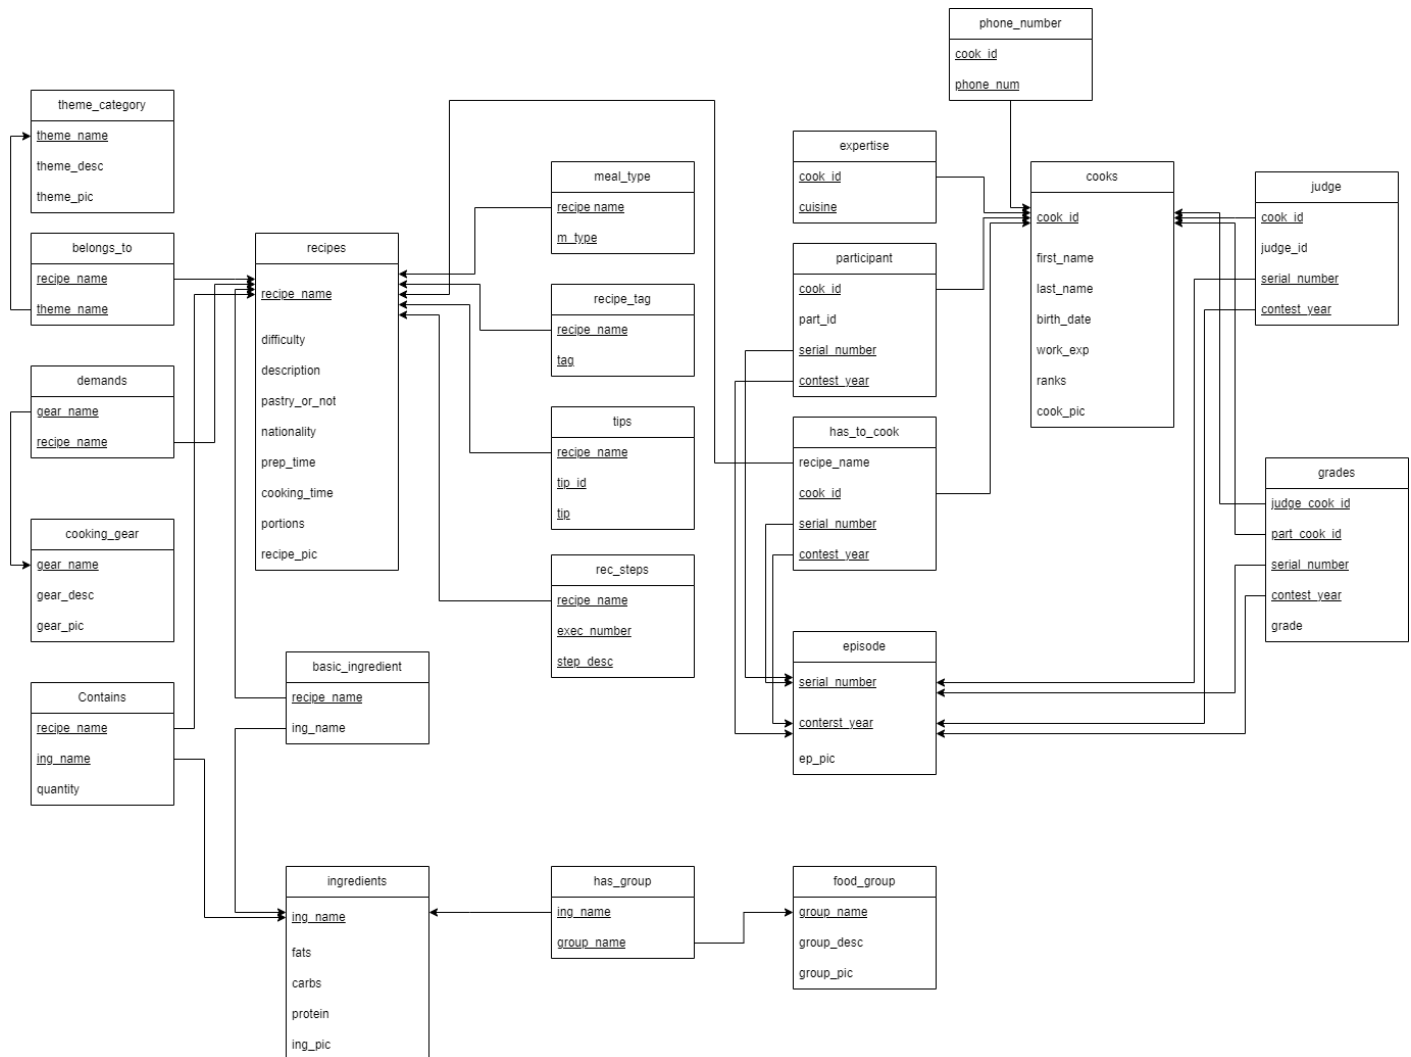 phone_number
cook_id
phone_num
theme_category
theme_name
theme_desc
theme_pic
belongs_to
recipe_name
theme_name
demands
gear_name
recipe_name
cooking_gear
gear_name
gear_desc
gear_pic
Contains
recipe_name
ing_name
quantity
recipes
recipe_name
difficulty
description
pastry_or_not
nationality
prep_time
cooking_time
portions
recipe_pic
basic_ingredient
recipe_name
ing_name
ingredients
ing_name
fats
carbs
protein
ing_pic
meal_type
recipe name
m_type
recipe_tag
recipe_name
tag
tips
recipe_name
tip_id
tip
rec_steps
recipe_name
exec_number
step_desc
has_group
ing_name
group_name
expertise
cook_id
cuisine
participant
cook_id
part_id
serial_number
contest_year
has_to_cook
recipe_name
cook_id
serial_number
contest_year
episode
serial_number
conterst_year
ep_pic
food_group
group_name
group_desc
group_pic
cooks
cook_id
first_name
last_name
birth_date
work_exp
ranks
cook_pic
judge
cook_id
judge_id
serial_number
contest_year
grades
judge_cook_id
part_cook_id
serial_number
contest_year
grade